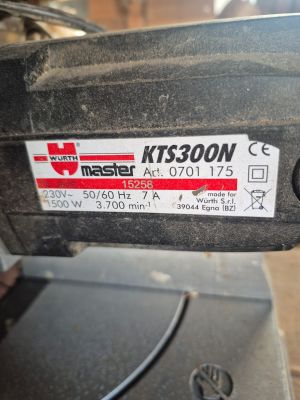 WÜRTH
master KTS300N
Art. 0701 175
15258
230V~ 50/60 Hz 7 A
1500 W 3.700 min⁻¹
made for
Würth S.r.l.
39044 Egna (BZ)
CE